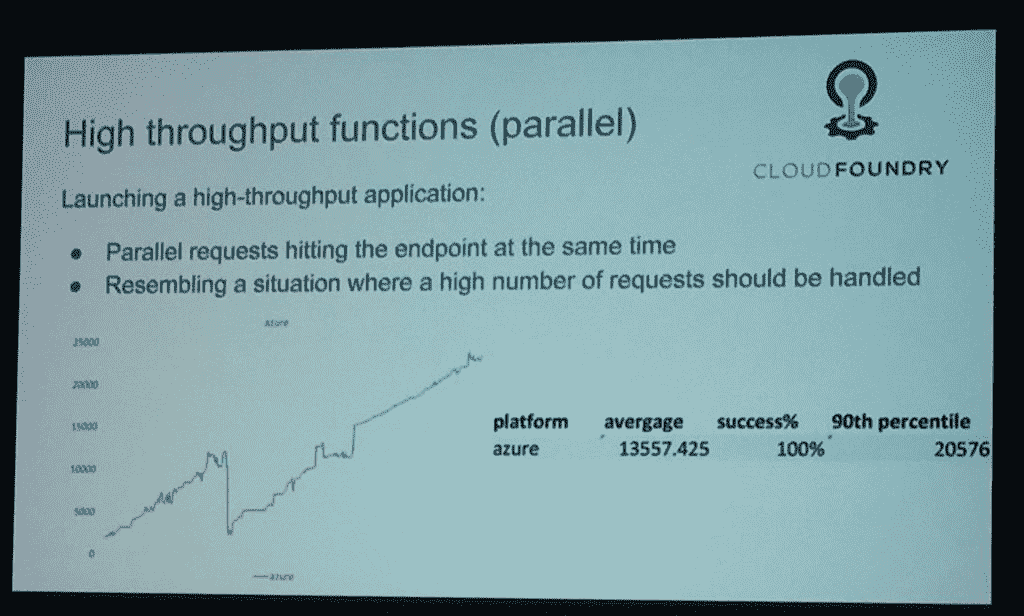 High throughput functions (parallel)
CLOUDFOUNDRY
Launching a high-throughput application:
● Parallel requests hitting the endpoint at the same time
● Resembling a situation where a high number of requests should be handled
Azure
25000
20000
15000
10000
5000
0
azure
platform avergage success% 90th percentile
azure 13557.425 100% 20576